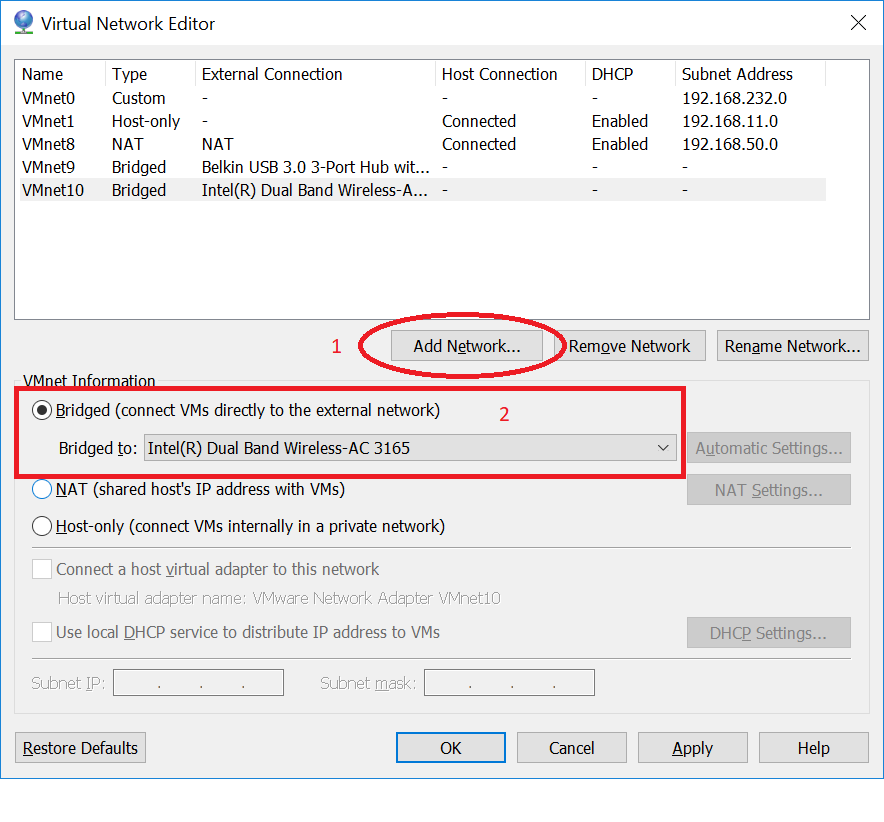 Virtual Network Editor
Name Type External Connection Host Connection DHCP Subnet Address
VMnet0 Custom - - - 192.168.232.0
VMnet1 Host-only - Connected Enabled 192.168.11.0
VMnet8 NAT NAT Connected Enabled 192.168.50.0
VMnet9 Bridged Belkin USB 3.0 3-Port Hub wit... - - -
VMnet10 Bridged Intel(R) Dual Band Wireless-A... - - -
1 Add Network... Remove Network Rename Network...
VMnet Information
Bridged (connect VMs directly to the external network) 2
Bridged to: Intel(R) Dual Band Wireless-AC 3165 Automatic Settings...
NAT (shared host's IP address with VMs) NAT Settings...
Host-only (connect VMs internally in a private network)
Connect a host virtual adapter to this network
Host virtual adapter name: VMware Network Adapter VMnet10
Use local DHCP service to distribute IP address to VMs DHCP Settings...
Subnet IP: . . . Subnet mask: . . .
Restore Defaults OK Cancel Apply Help